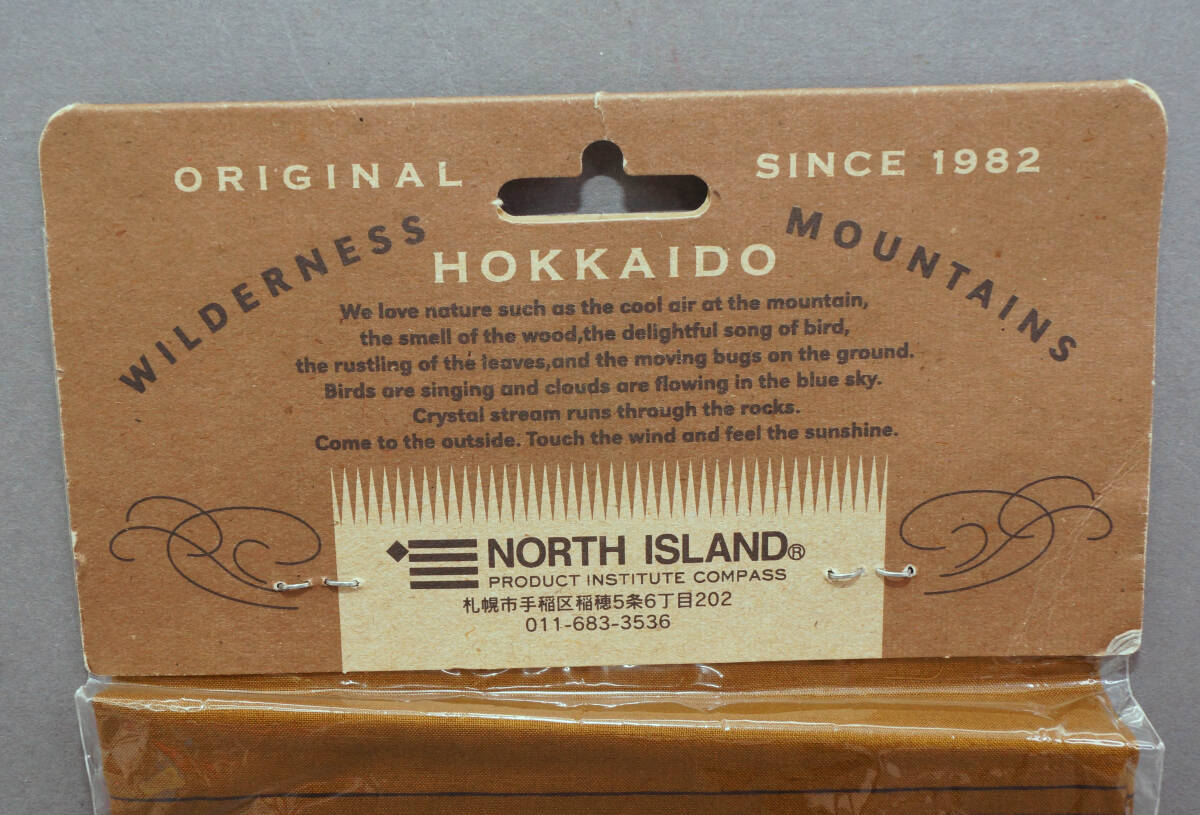 ORIGINAL
SINCE 1982
WILDERNESS
MOUNTAINS
HOKKAIDO
We love nature such as the cool air at the mountain,
the smell of the wood,the delightful song of bird,
the rustling of the leaves,and the moving bugs on the ground.
Birds are singing and clouds are flowing in the blue sky.
Crystal stream runs through the rocks.
Come to the outside. Touch the wind and feel the sunshine.
NORTH ISLAND®
PRODUCT INSTITUTE COMPASS
札幌市手稲区稲穂5条6丁目202
011-683-3536